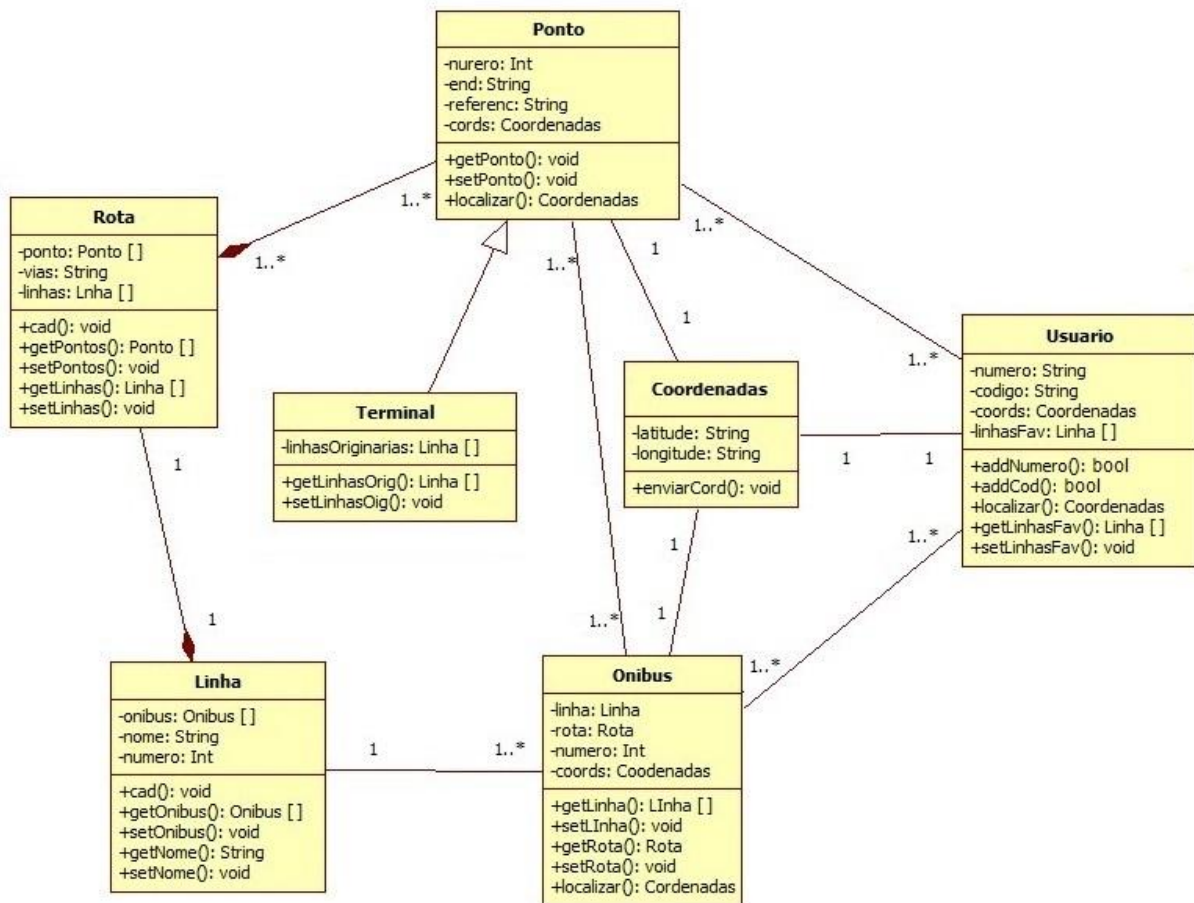 Ponto
-nurero: Int
-end: String
-referenc: String
-cords: Coordenadas
+getPonto(): void
+setPonto(): void
+localizar(): Coordenadas
1..*
1..*
1..*
1
1..*
Rota
-ponto: Ponto [ ]
-vias: String
-linhas: Lnha [ ]
+cad(): void
+getPontos(): Ponto [ ]
+setPontos(): void
+getLinhas(): Linha [ ]
+setLinhas(): void
1
1..*
Terminal
-linhasOriginarias: Linha [ ]
+getLinhasOrig(): Linha [ ]
+setLinhasOig(): void
Coordenadas
-latitude: String
-longitude: String
+enviarCord(): void
Usuario
-numero: String
-codigo: String
-coords: Coordenadas
-linhasFav: Linha [ ]
+addNumero(): bool
+addCod(): bool
+localizar(): Coordenadas
+getLinhasFav(): Linha [ ]
+setLinhasFav(): void
1
1
1
1
1..*
1
1..*
1
1..*
Linha
-onibus: Onibus [ ]
-nome: String
-numero: Int
+cad(): void
+getOnibus(): Onibus [ ]
+setOnibus(): void
+getNome(): String
+setNome(): void
1
1..*
Onibus
-linha: Linha
-rota: Rota
-numero: Int
-coords: Coodenadas
+getLinha(): LInha [ ]
+setLInha(): void
+getRota(): Rota
+setRota(): void
+localizar(): Cordenadas